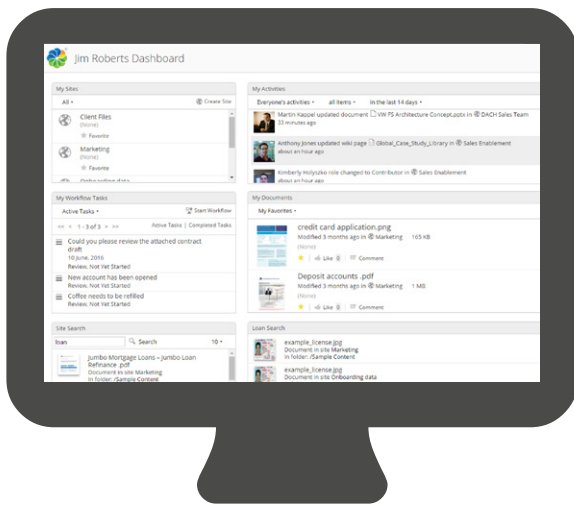 Jim Roberts Dashboard
My Sites
All
Create Site
Client Files
(None)
Favorite
Marketing
(None)
Favorite
Onboarding data
My Activities
Everyone's activities
all items
in the last 14 days
Martin Kappel updated document VW FS Architecture Concept.pptx in DACH Sales Team
33 minutes ago
Anthony Jones updated wiki page Global_Case_Study_Library in Sales Enablement
about an hour ago
Kimberly Holyszko role changed to Contributor in Sales Enablement
My Workflow Tasks
Active Tasks
Start Workflow
<< < 1 - 3 of 3 > >>
Active Tasks | Completed Tasks
Could you please review the attached contract
draft
10 June, 2016
Review, Not Yet Started
New account has been opened
Review, Not Yet Started
Coffee needs to be refilled
Review, Not Yet Started
My Documents
My Favorites
credit card application.png
Modified 3 months ago in Marketing 165 KB
(None)
Like 0 Comment
Deposit accounts .pdf
Modified 3 months ago in Marketing 1 MB
(None)
Like 0 Comment
Site Search
loan
Search
10
Jumbo Mortgage Loans – Jumbo Loan
Refinance .pdf
Document in site Marketing
In folder: /Sample Content
Loan Search
example_license.jpg
Document in site Marketing
In folder: /Sample Content
example_license.jpg
Document in site Onboarding data